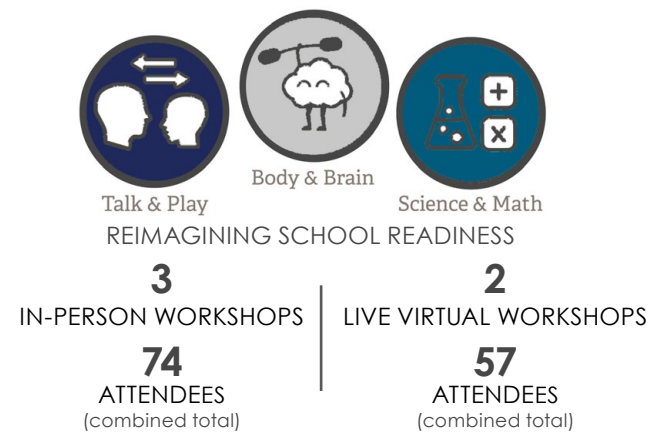 Talk & Play
Body & Brain
Science & Math
REIMAGINING SCHOOL READINESS
3
IN-PERSON WORKSHOPS
74
ATTENDEES
(combined total)
2
LIVE VIRTUAL WORKSHOPS
57
ATTENDEES
(combined total)